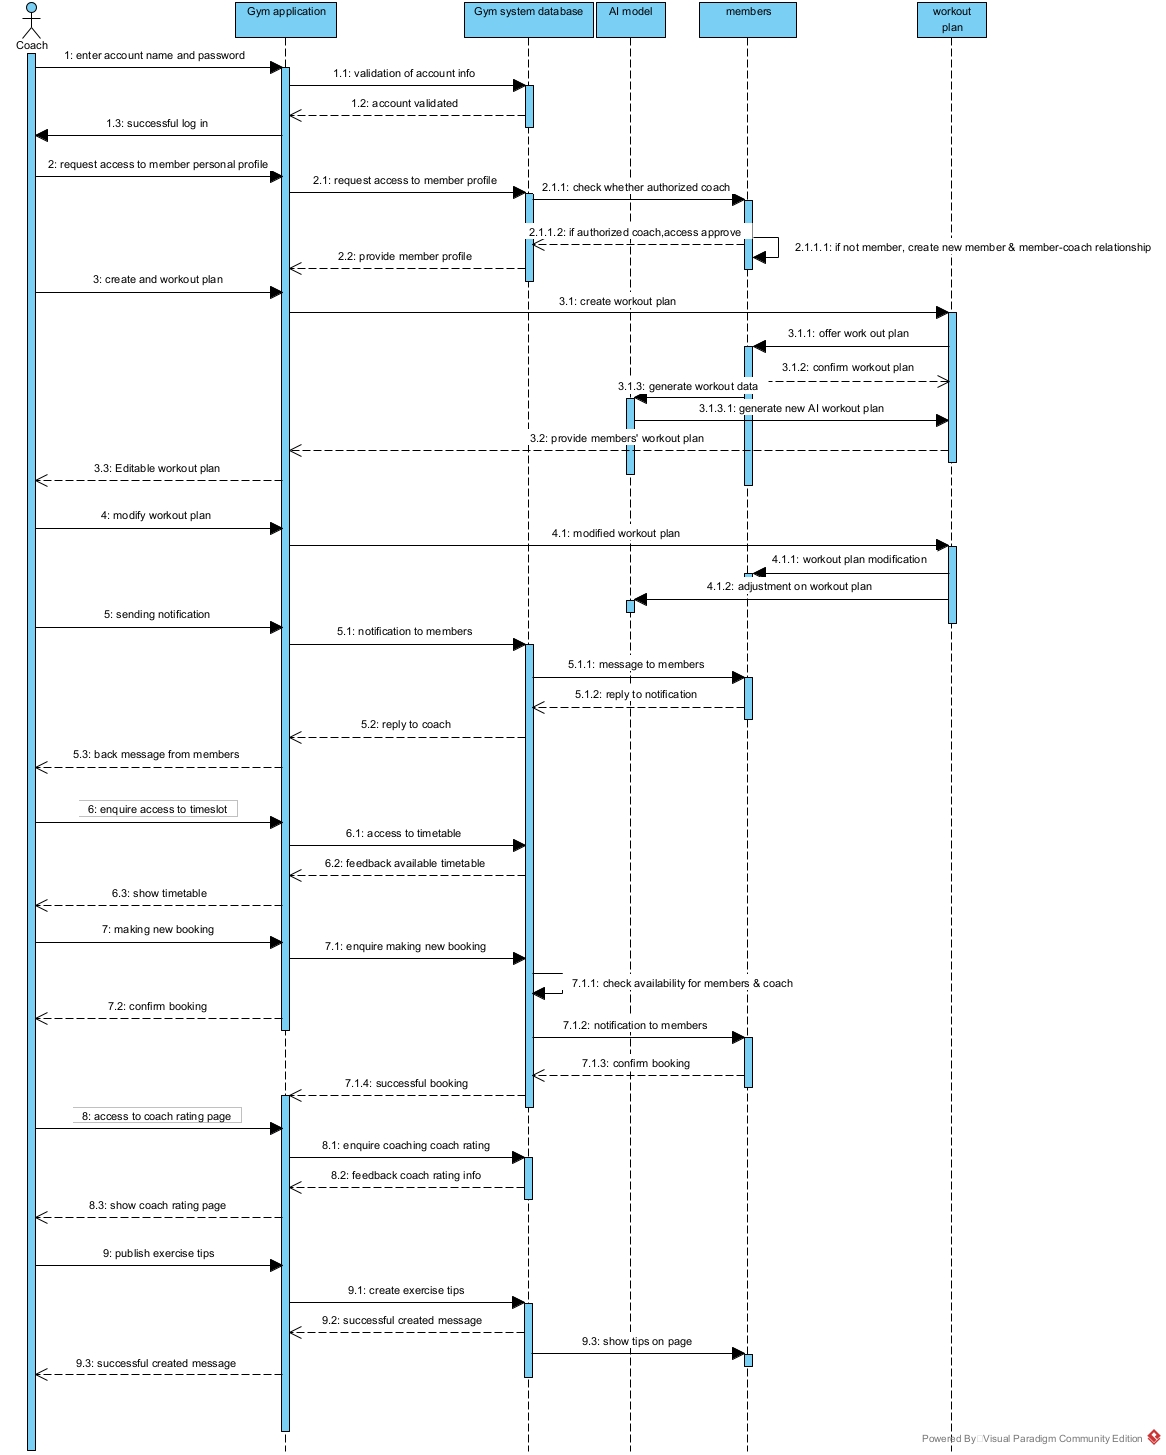 Gym application
Gym system database
AI model
members
workout
plan
Coach
1: enter account name and password
1.1: validation of account info
1.2: account validated
1.3: successful log in
2: request access to member personal profile
2.1: request access to member profile
2.1.1: check whether authorized coach
2.1.1.2: if authorized coach,access approve
2.1.1.1: if not member, create new member & member-coach relationship
2.2: provide member profile
3: create and workout plan
3.1: create workout plan
3.1.1: offer work out plan
3.1.2: confirm workout plan
3.1.3: generate workout data
3.1.3.1: generate new AI workout plan
3.2: provide members' workout plan
3.3: Editable workout plan
4: modify workout plan
4.1: modified workout plan
4.1.1: workout plan modification
4.1.2: adjustment on workout plan
5: sending notification
5.1: notification to members
5.1.1: message to members
5.1.2: reply to notification
5.2: reply to coach
5.3: back message from members
6: enquire access to timeslot
6.1: access to timetable
6.2: feedback available timetable
6.3: show timetable
7: making new booking
7.1: enquire making new booking
7.1.1: check availability for members & coach
7.2: confirm booking
7.1.2: notification to members
7.1.3: confirm booking
7.1.4: successful booking
8: access to coach rating page
8.1: enquire coaching coach rating
8.2: feedback coach rating info
8.3: show coach rating page
9: publish exercise tips
9.1: create exercise tips
9.2: successful created message
9.3: show tips on page
9.3: successful created message
Powered By Visual Paradigm Community Edition